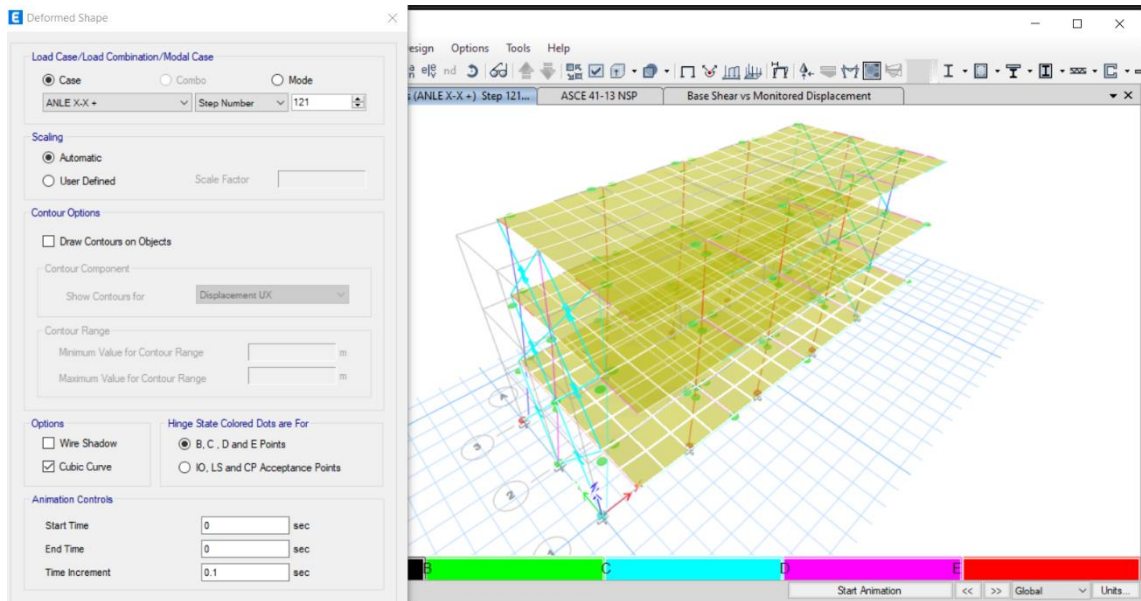 E Deformed Shape
Load Case/Load Combination/Modal Case
Case Combo Mode
ANLE X-X + Step Number 121
Scaling
Automatic
User Defined Scale Factor
Contour Options
Draw Contours on Objects
Contour Component
Show Contours for Displacement UX
Contour Range
Minimum Value for Contour Range m
Maximum Value for Contour Range m
Options
Wire Shadow
Cubic Curve
Hinge State Colored Dots are For
B, C , D and E Points
IO, LS and CP Acceptance Points
Animation Controls
Start Time 0 sec
End Time 0 sec
Time Increment 0.1 sec
esign Options Tools Help
nd
(ANLE X-X +) Step 121... ASCE 41-13 NSP Base Shear vs Monitored Displacement
3
2
B C D E
Start Animation << >> Global Units...